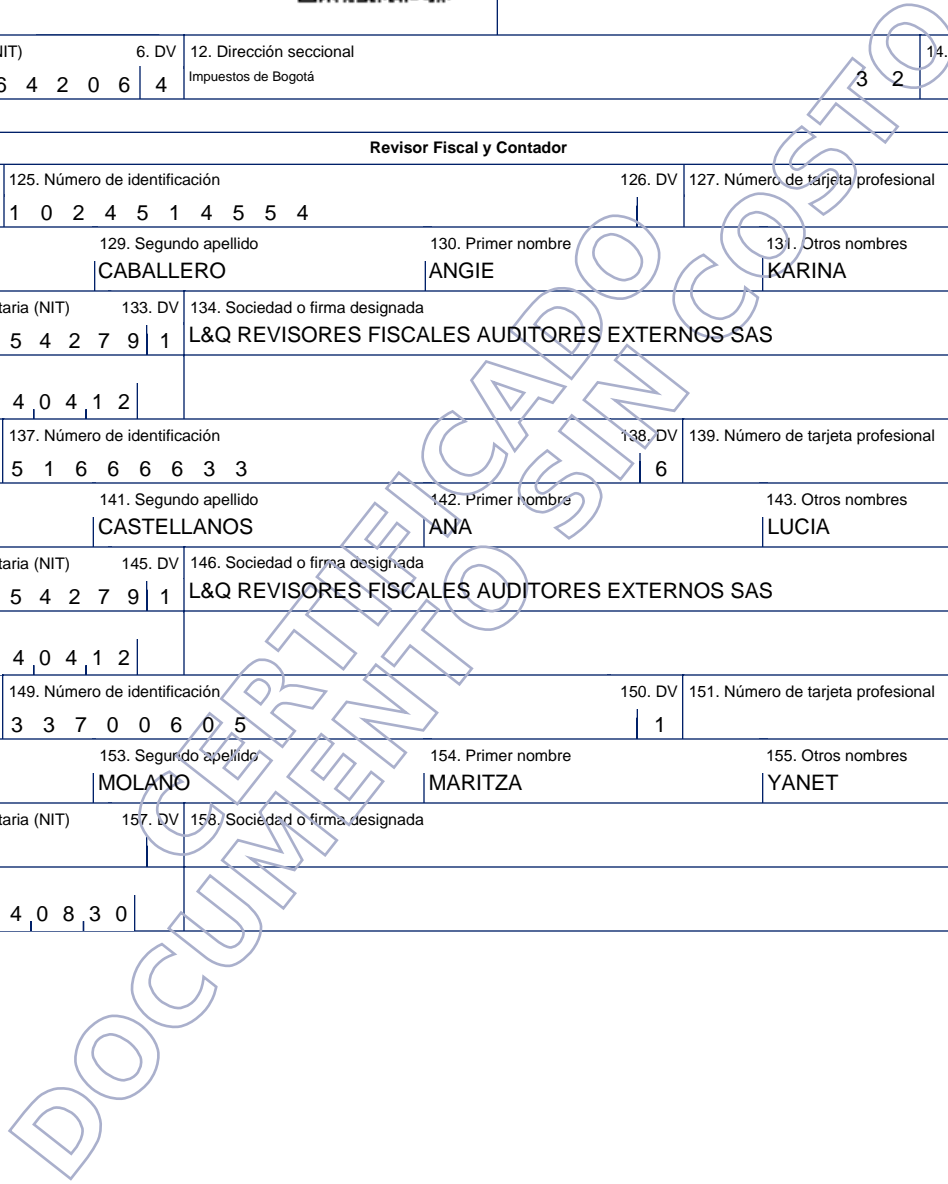 NIT) 6. DV 12. Dirección seccional 14.
6 4 2 0 6 4 Impuestos de Bogotá 3 2
Revisor Fiscal y Contador
125. Número de identificación 126. DV 127. Número de tarjeta profesional
1 0 2 4 5 1 4 5 5 4
129. Segundo apellido 130. Primer nombre 131. Otros nombres
CABALLERO ANGIE KARINA
taria (NIT) 133. DV 134. Sociedad o firma designada
5 4 2 7 9 1 L&Q REVISORES FISCALES AUDITORES EXTERNOS SAS
4 0 4 1 2
137. Número de identificación 138. DV 139. Número de tarjeta profesional
5 1 6 6 6 6 3 3 6
141. Segundo apellido 142. Primer nombre 143. Otros nombres
CASTELLANOS ANA LUCIA
taria (NIT) 145. DV 146. Sociedad o firma designada
5 4 2 7 9 1 L&Q REVISORES FISCALES AUDITORES EXTERNOS SAS
4 0 4 1 2
149. Número de identificación 150. DV 151. Número de tarjeta profesional
3 3 7 0 0 6 0 5 1
153. Segundo apellido 154. Primer nombre 155. Otros nombres
MOLANO MARITZA YANET
taria (NIT) 157. DV 158. Sociedad o firma designada
4 0 8 3 0
CERTIFICADO
DOCUMENTO SIN COSTO